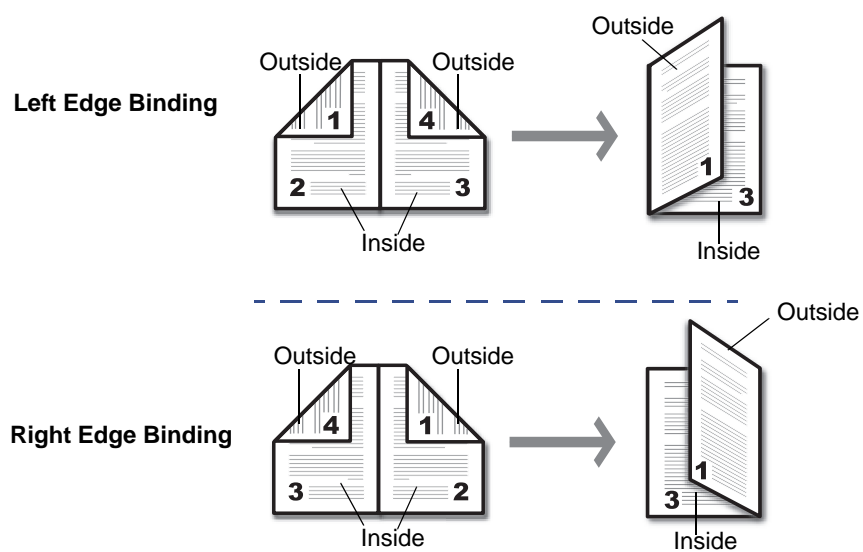 Outside
Outside Outside
Left Edge Binding
1 4
2 3
1
3
Inside
Inside
Outside
Outside Outside
Right Edge Binding
4 1
3 2
1
3
Inside
Inside